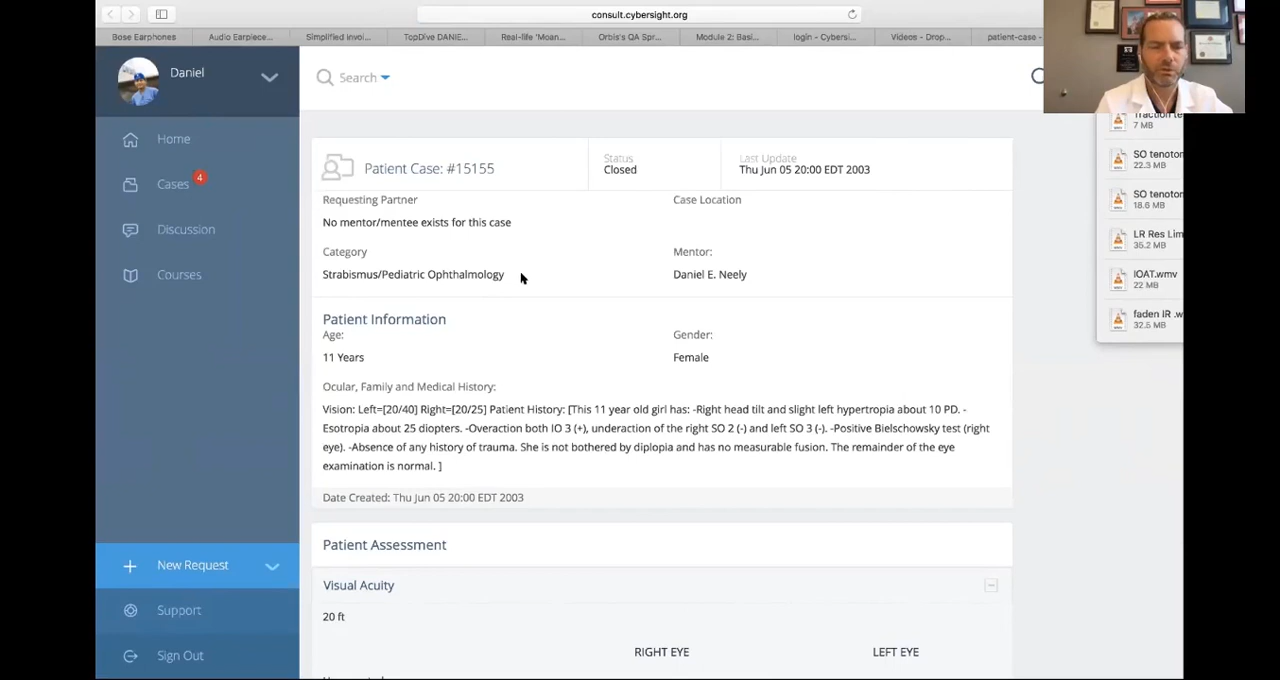 consult.cybersight.org
Bose Earphones
Audio Earpiece...
Simplified Invoi...
TopDive DANIE...
Real-life 'Moan...
Orbis's QA Spr...
Module 2: Basi...
login - Cybersi...
Videos - Drop...
patient-case -
Daniel
Search
Home
Cases 4
Discussion
Courses
Patient Case: #15155
Status
Closed
Last Update
Thu Jun 05 20:00 EDT 2003
Requesting Partner
Case Location
No mentor/mentee exists for this case
Category
Mentor:
Strabismus/Pediatric Ophthalmology
Daniel E. Neely
Patient Information
Age:
Gender:
11 Years
Female
Ocular, Family and Medical History:
Vision: Left=[20/40] Right=[20/25] Patient History: [This 11 year old girl has: -Right head tilt and slight left hypertropia about 10 PD. -
Esotropia about 25 diopters. -Overaction both IO 3 (+), underaction of the right SO 2 (-) and left SO 3 (-). -Positive Bielschowsky test (right
eye). -Absence of any history of trauma. She is not bothered by diplopia and has no measurable fusion. The remainder of the eye
examination is normal. ]
Date Created: Thu Jun 05 20:00 EDT 2003
Patient Assessment
Visual Acuity
20 ft
RIGHT EYE
LEFT EYE
New Request
Support
Sign Out
7 MB
SO tenoton
22.3 MB
SO tenoton
18.6 MB
LR Res Lim
35.2 MB
IOAT.wmv
22 MB
faden IR .w
32.5 MB